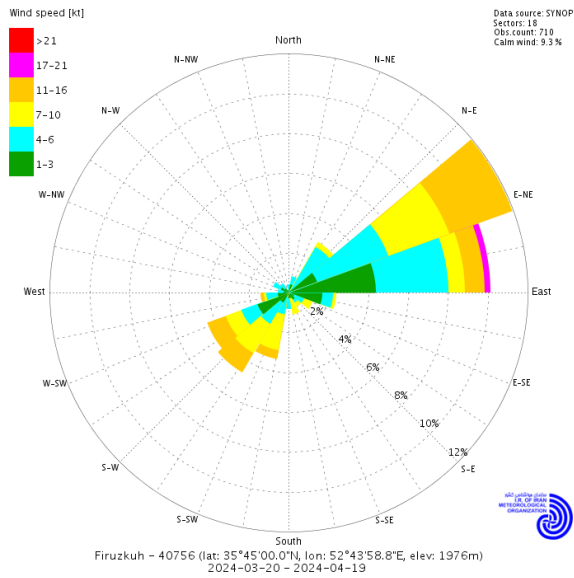 Wind speed [kt]
>21
17-21
11-16
7-10
4-6
1-3
Data source: SYNOP
Sectors: 18
Obs.count: 710
Calm wind: 9.3 %
North
N-NW
N-NE
N-W
N-E
W-NW
E-NE
West
East
2%
4%
6%
8%
10%
12%
W-SW
E-SE
S-W
S-E
S-SW
S-SE
South
سازمان هواشناسی کشور
I.R. OF IRAN
METEOROLOGICAL
ORGANIZATION
Firuzkuh - 40756 (lat: 35°45'00.0"N, lon: 52°43'58.8"E, elev: 1976m)
2024-03-20 - 2024-04-19